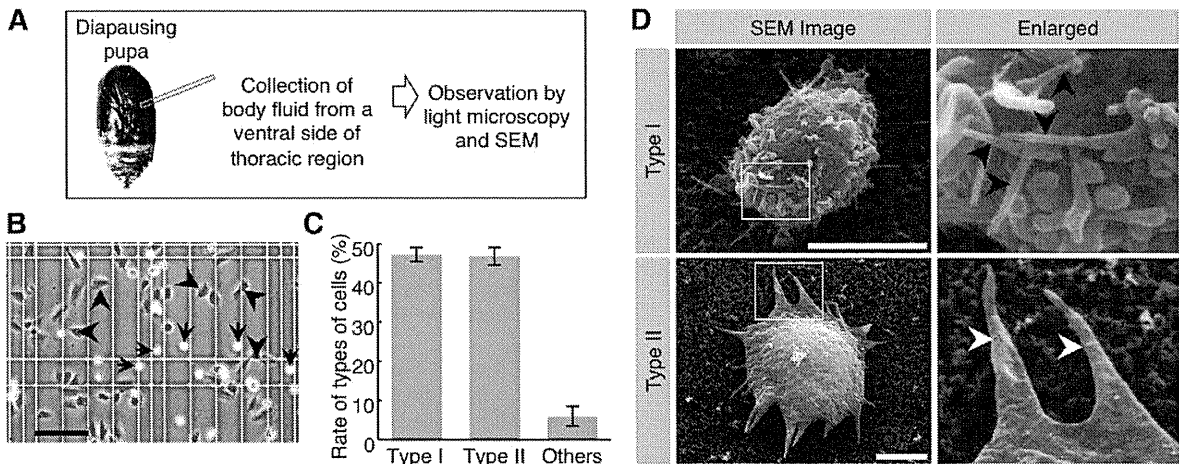 A
Diapausing
pupa
Collection of
body fluid from a
ventral side of
thoracic region
Observation by
light microscopy
and SEM
B
C
Rate of types of cells (%)
50
40
30
20
10
0
Type I
Type II
Others
D
SEM Image
Enlarged
Type I
Type II